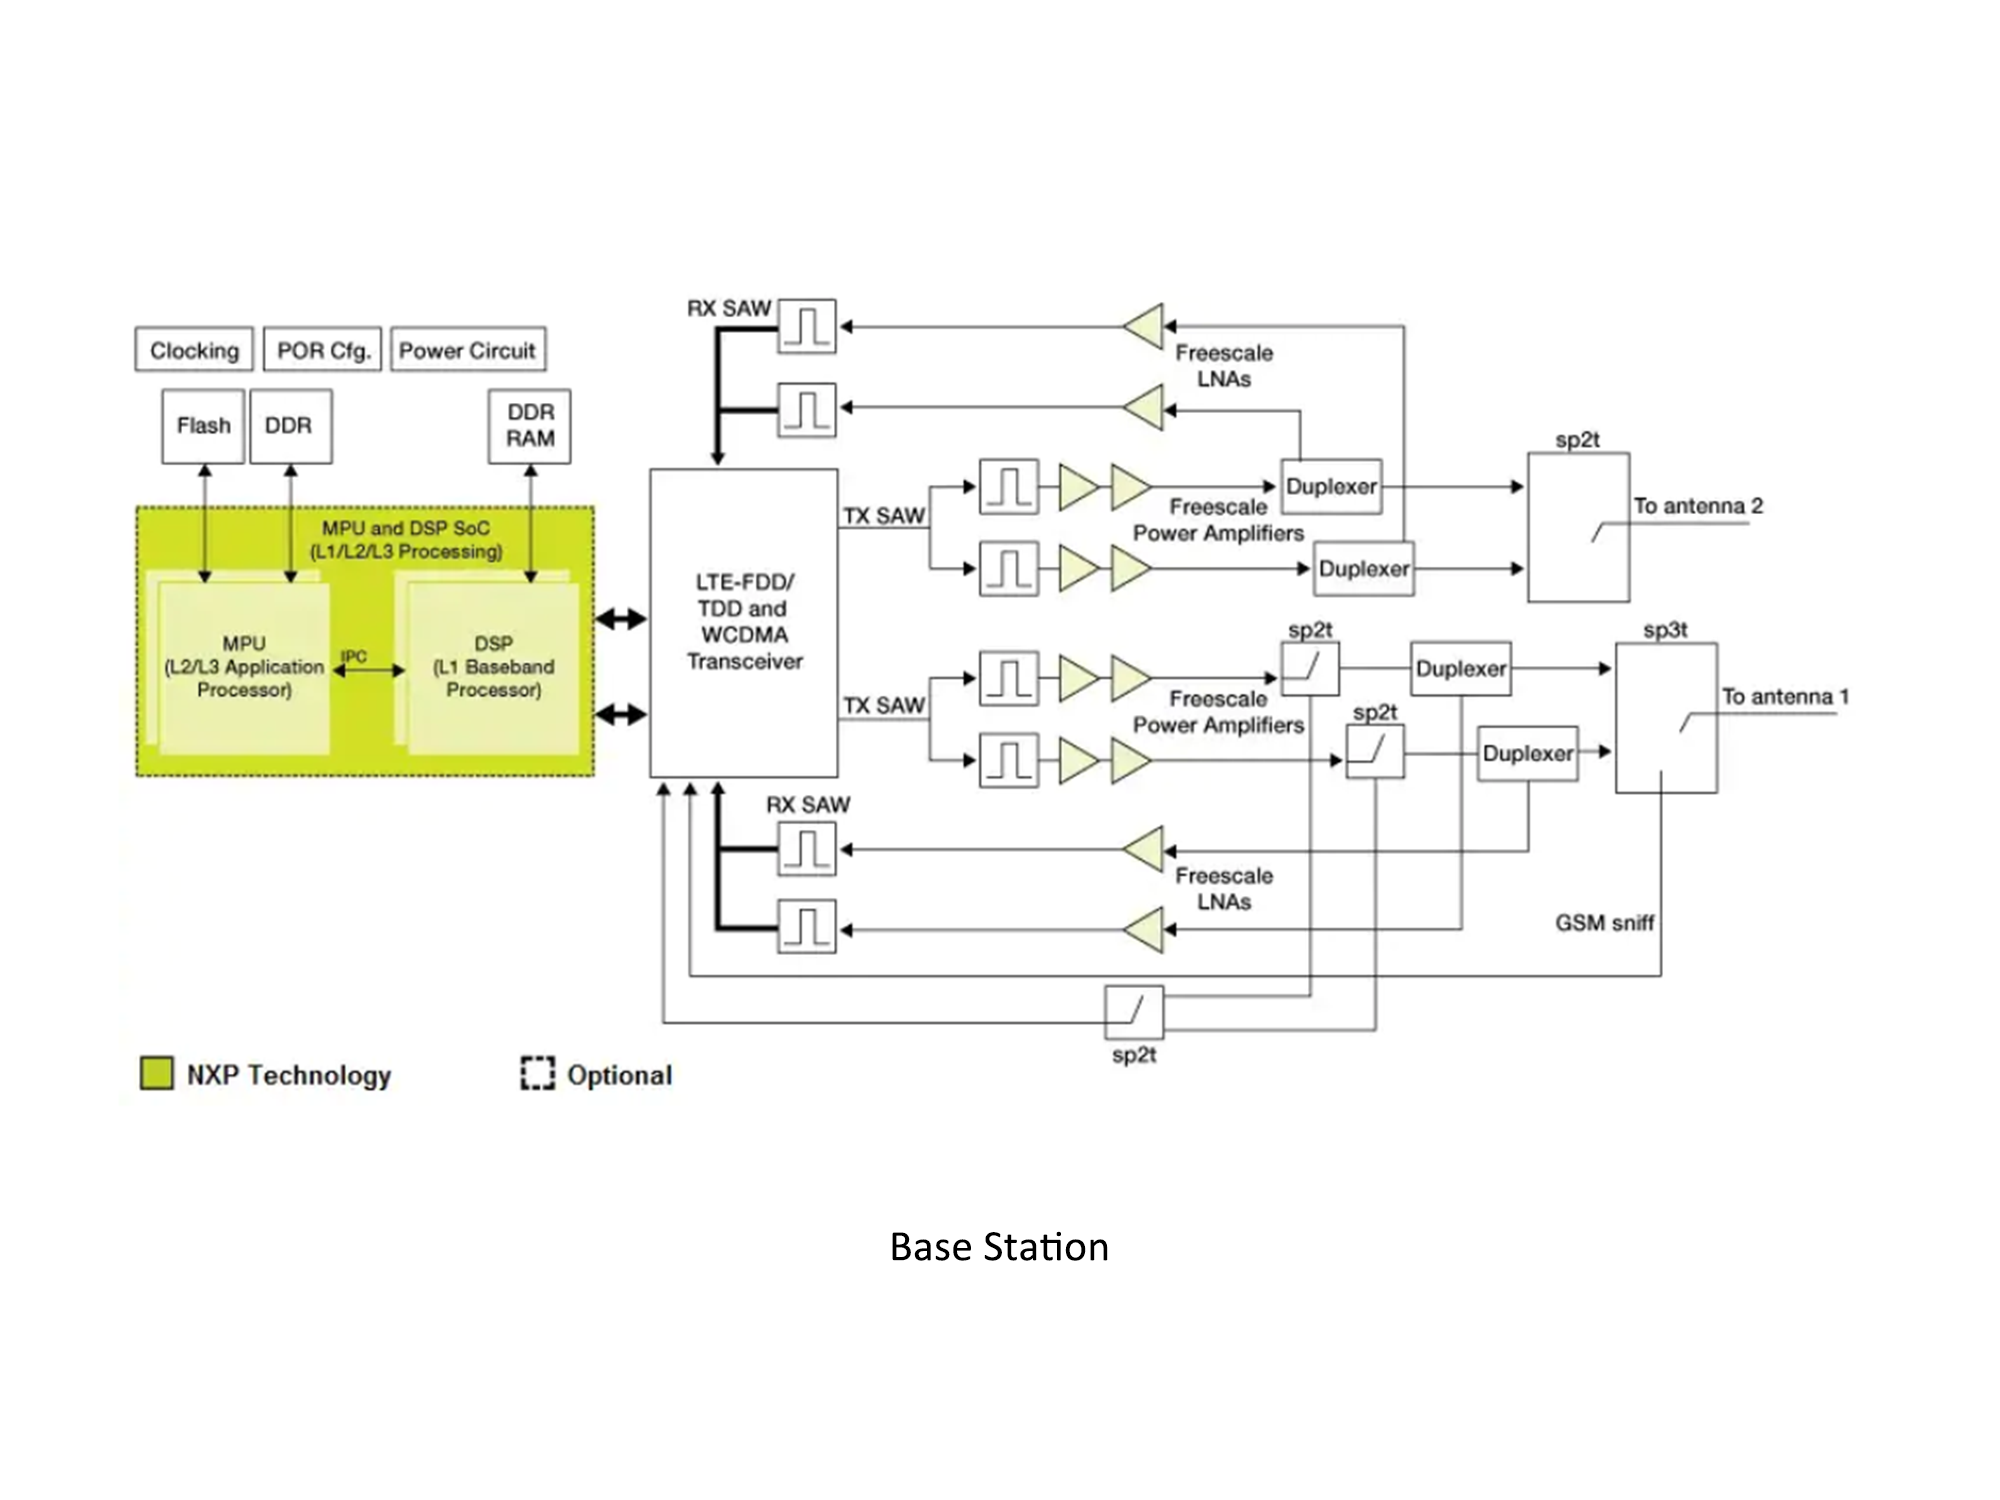 RX SAW
Clocking
POR Cfg.
Power Circuit
Freescale
LNAs
Flash
DDR
DDR
RAM
sp2t
MPU and DSP SoC
(L1/L2/L3 Processing)
TX SAW
Duplexer
Freescale
Power Amplifiers
To antenna 2
Duplexer
LTE-FDD/
TDD and
WCDMA
Transceiver
MPU
(L2/L3 Application
Processor)
IPC
DSP
(L1 Baseband
Processor)
sp2t
sp3t
Duplexer
TX SAW
Freescale
Power Amplifiers
sp2t
To antenna 1
Duplexer
RX SAW
Freescale
LNAs
GSM sniff
sp2t
NXP Technology
Optional
Base Station